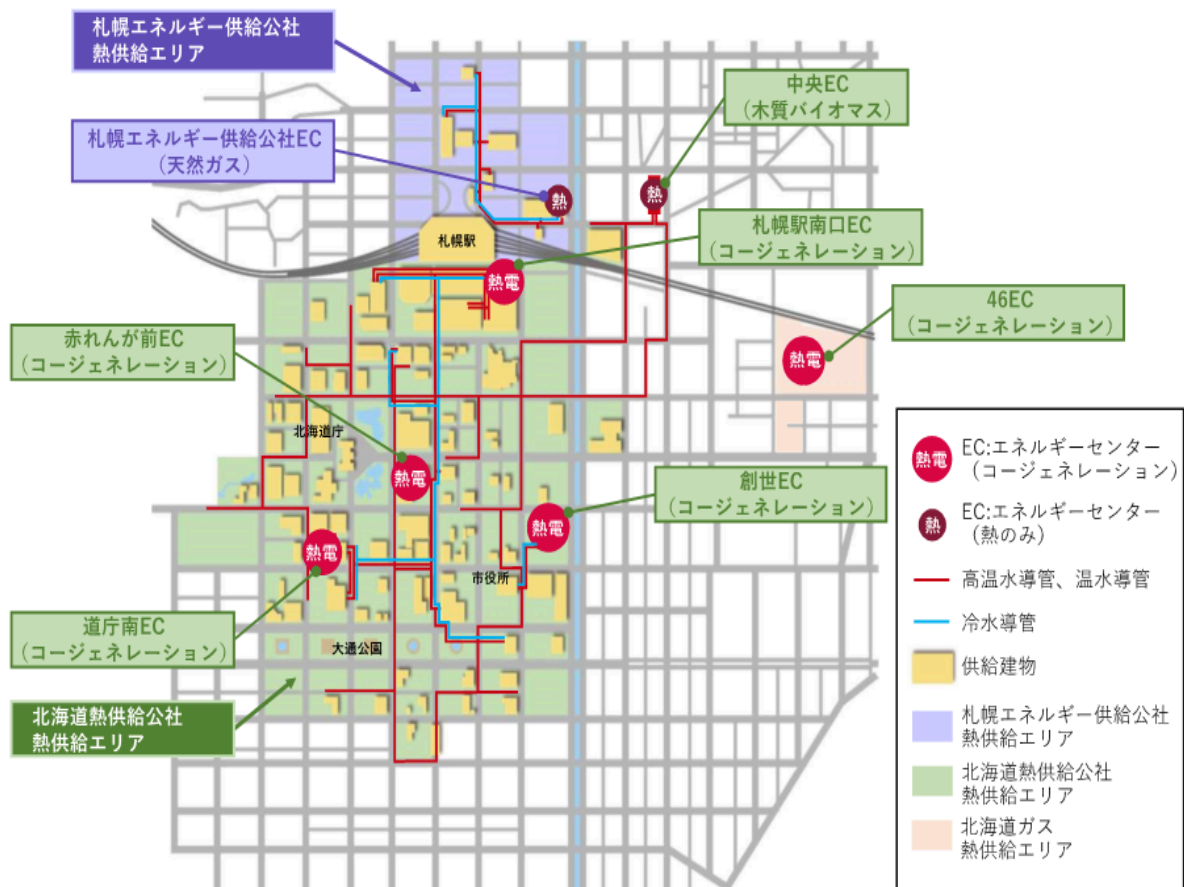 札幌エネルギー供給公社
熱供給エリア
札幌エネルギー供給公社EC
(天然ガス)
中央EC
(木質バイオマス)
熱
熱
札幌駅
札幌駅南口EC
(コージェネレーション)
熱電
46EC
(コージェネレーション)
熱電
赤れんが前EC
(コージェネレーション)
北海道庁
熱電
創世EC
(コージェネレーション)
熱電
熱電
市役所
道庁南EC
(コージェネレーション)
大通公園
北海道熱供給公社
熱供給エリア
熱電
EC:エネルギーセンター
(コージェネレーション)
熱
EC:エネルギーセンター
(熱のみ)
高温水導管、温水導管
冷水導管
供給建物
札幌エネルギー供給公社
熱供給エリア
北海道熱供給公社
熱供給エリア
北海道ガス
熱供給エリア